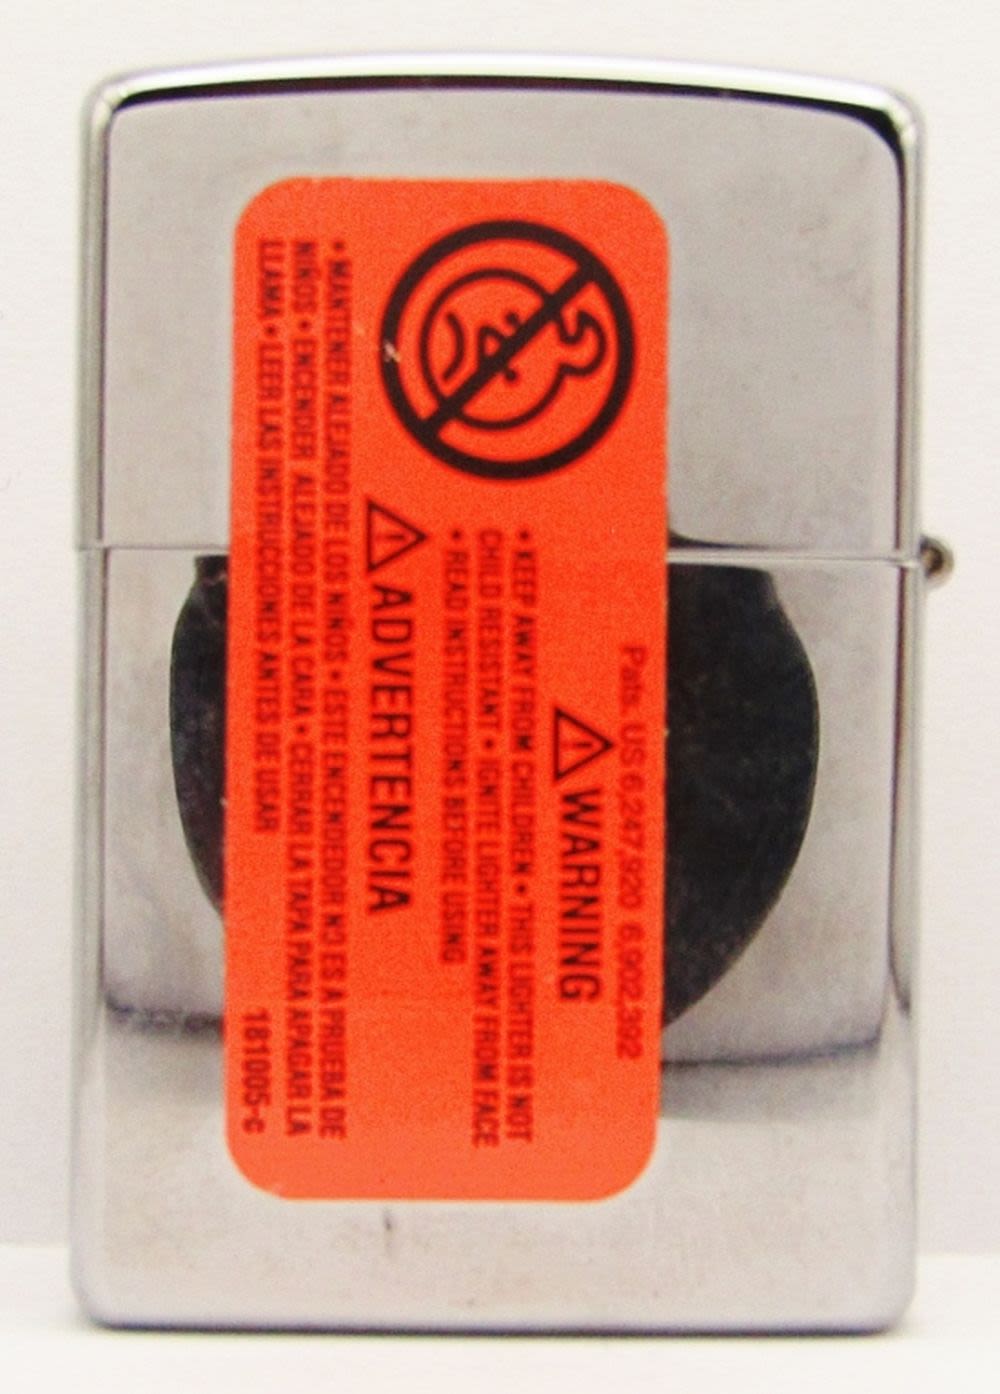 Pats. US 6,247,920 6,902,392
WARNING
• KEEP AWAY FROM CHILDREN • THIS LIGHTER IS NOT
CHILD RESISTANT • IGNITE LIGHTER AWAY FROM FACE
• READ INSTRUCTIONS BEFORE USING
ADVERTENCIA
• MANTENER ALEJADO DE LOS NIÑOS • ESTE ENCENDEDOR NO ES A PRUEBA DE
NIÑOS • ENCENDER ALEJADO DE LA CARA • CERRAR LA TAPA PARA APAGAR LA
LLAMA • LEER LAS INSTRUCCIONES ANTES DE USAR
181005-c